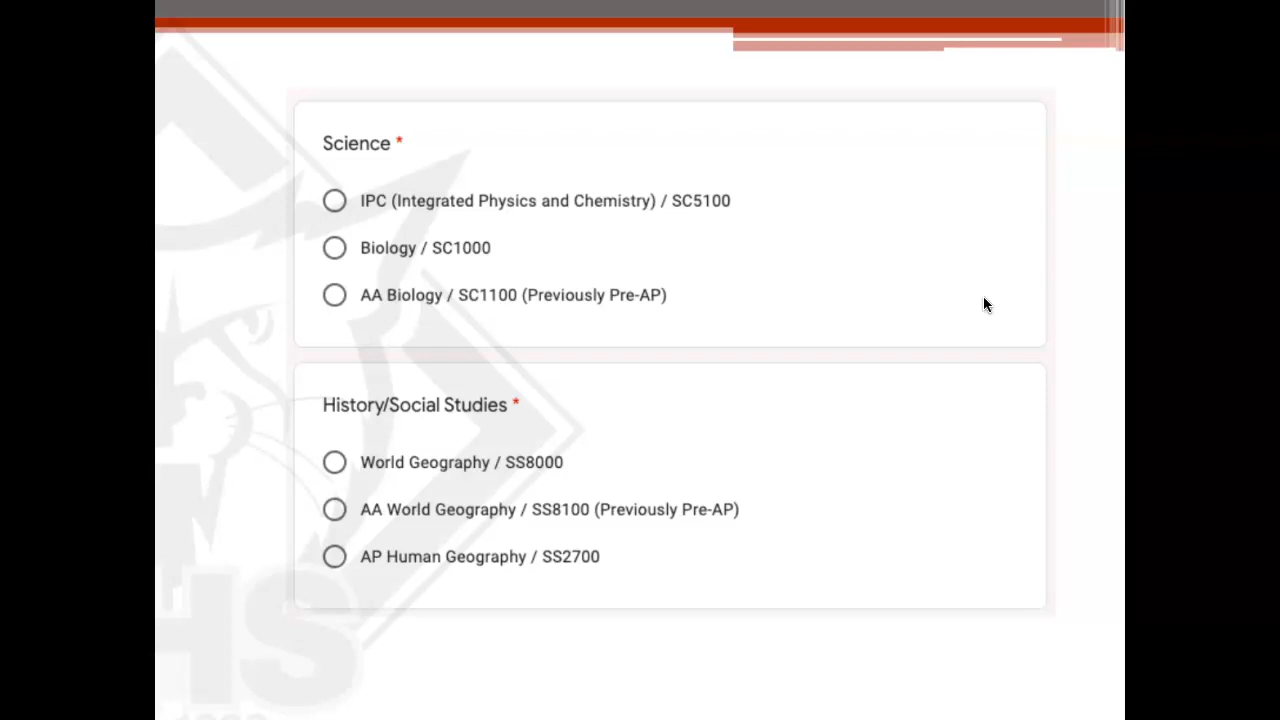 Science *
IPC (Integrated Physics and Chemistry) / SC5100
Biology / SC1000
AA Biology / SC1100 (Previously Pre-AP)
History/Social Studies *
World Geography / SS8000
AA World Geography / SS8100 (Previously Pre-AP)
AP Human Geography / SS2700
HS